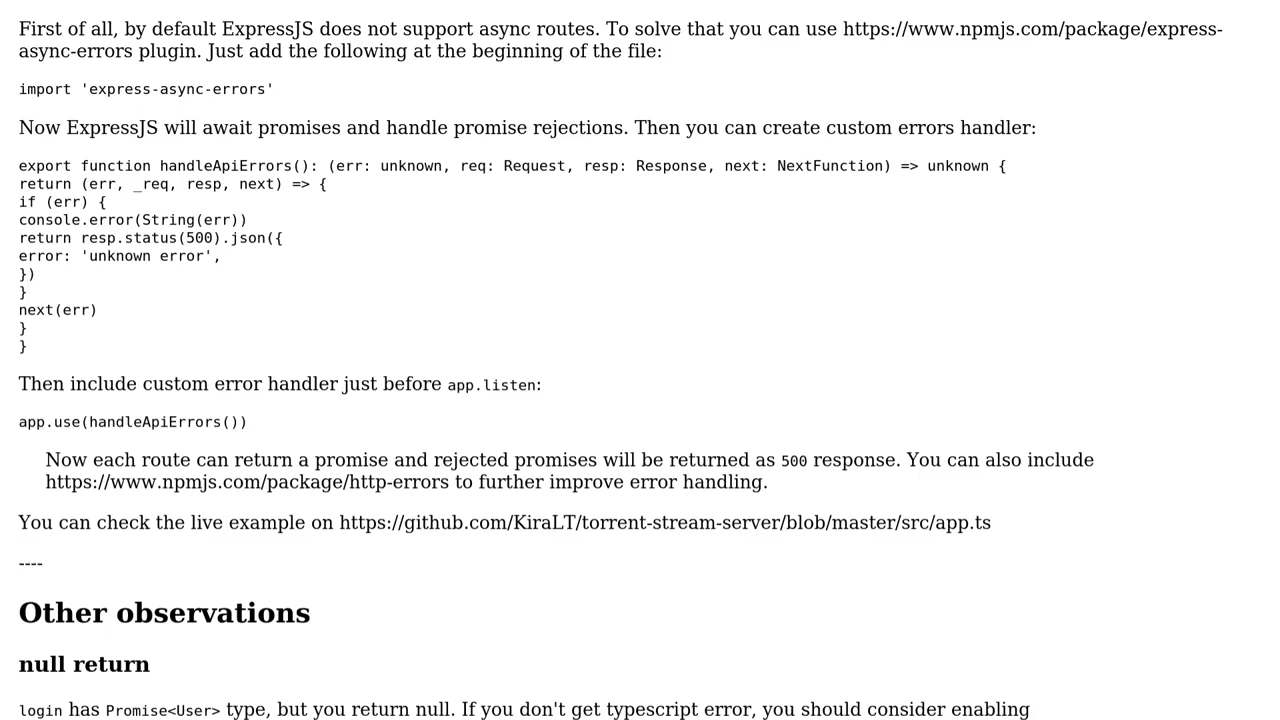 First of all, by default ExpressJS does not support async routes. To solve that you can use https://www.npmjs.com/package/express-
async-errors plugin. Just add the following at the beginning of the file:
import 'express-async-errors'
Now ExpressJS will await promises and handle promise rejections. Then you can create custom errors handler:
export function handleApiErrors(): (err: unknown, req: Request, resp: Response, next: NextFunction) => unknown {
return (err, _req, resp, next) => {
if (err) {
console.error(String(err))
return resp.status(500).json({
error: 'unknown error',
})
}
next(err)
}
}
Then include custom error handler just before app.listen:
app.use(handleApiErrors())
Now each route can return a promise and rejected promises will be returned as 500 response. You can also include
https://www.npmjs.com/package/http-errors to further improve error handling.
You can check the live example on https://github.com/KiraLT/torrent-stream-server/blob/master/src/app.ts
----
Other observations
null return
login has Promise<User> type, but you return null. If you don't get typescript error, you should consider enabling